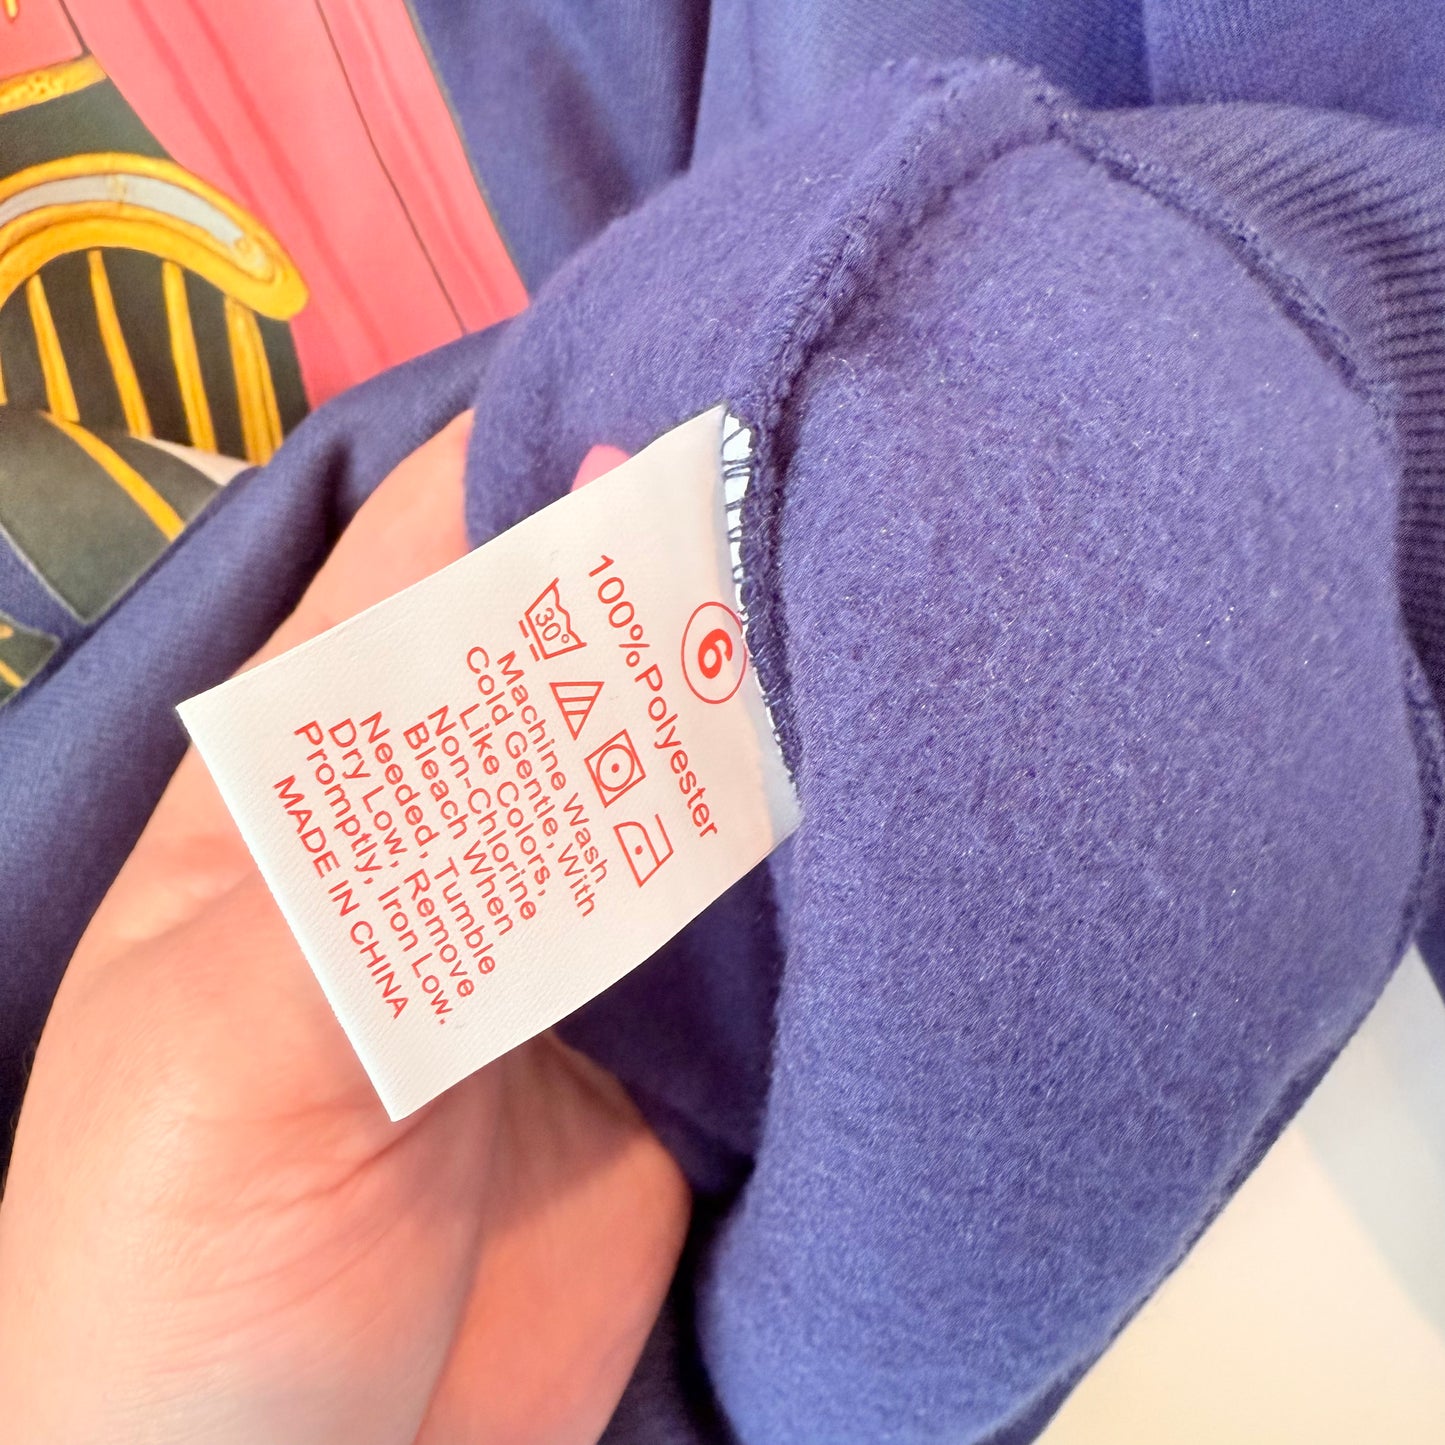 6
100%Polyester
30°
Machine Wash
Cold Gentle, With
Like Colors,
Non-Chlorine
Bleach When
Needed, Tumble
Dry Low, Remove
Promptly, Iron Low.
MADE IN CHINA